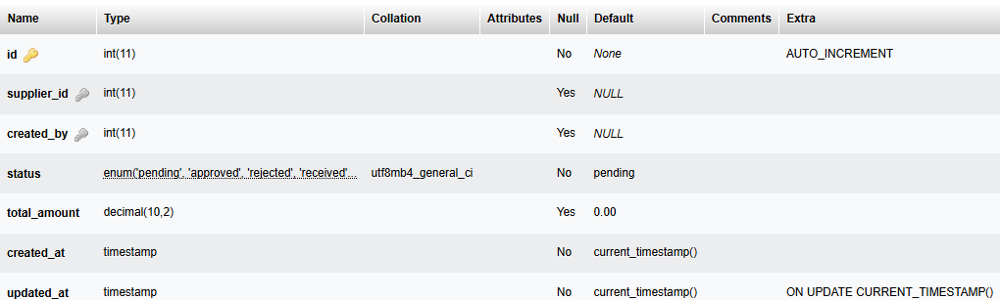 Name Type Collation Attributes Null Default Comments Extra
id int(11) No None AUTO_INCREMENT
supplier_id int(11) Yes NULL
created_by int(11) Yes NULL
status enum('pending', 'approved', 'rejected', 'received'... utf8mb4_general_ci No pending
total_amount decimal(10,2) Yes 0.00
created_at timestamp No current_timestamp()
updated_at timestamp No current_timestamp() ON UPDATE CURRENT_TIMESTAMP()